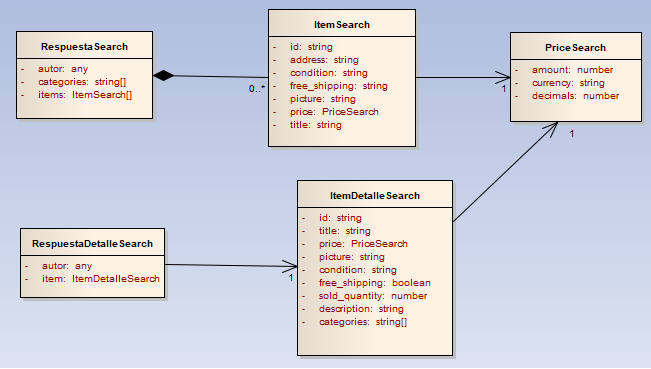 RespuestaSearch
- autor: any
- categories: string[]
- items: ItemSearch[]
0..*
ItemSearch
- id: string
- address: string
- condition: string
- free_shipping: string
- picture: string
- price: PriceSearch
- title: string
1
PriceSearch
- amount: number
- currency: string
- decimals: number
1
RespuestaDetalleSearch
- autor: any
- item: ItemDetalleSearch
1
ItemDetalleSearch
- id: string
- title: string
- price: PriceSearch
- picture: string
- condition: string
- free_shipping: boolean
- sold_quantity: number
- description: string
- categories: string[]